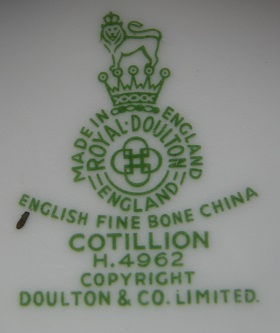 MADE IN ENGLAND
ROYAL·DOULTON
ENGLAND
ENGLISH FINE BONE CHINA
COTILLION
H.4962
COPYRIGHT
DOULTON & CO. LIMITED.